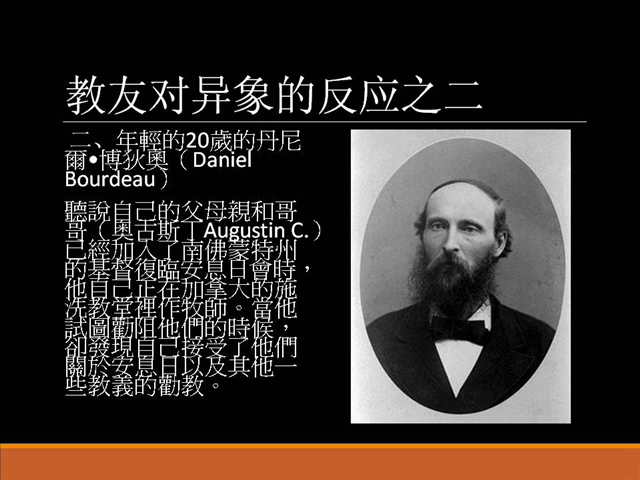 教友对异象的反应之二
二、年輕的20歲的丹尼
爾•博狄奧（Daniel
Bourdeau）
聽說自己的父母親和哥
哥（奧古斯丁Augustin C.）
已經加入了南佛蒙特州
的基督復臨安息日會時，
他自己正在加拿大的施
洗教堂裡作牧師。當他
試圖勸阻他們的時候，
卻發現自己接受了他們
關於安息日以及其他一
些教義的勸教。